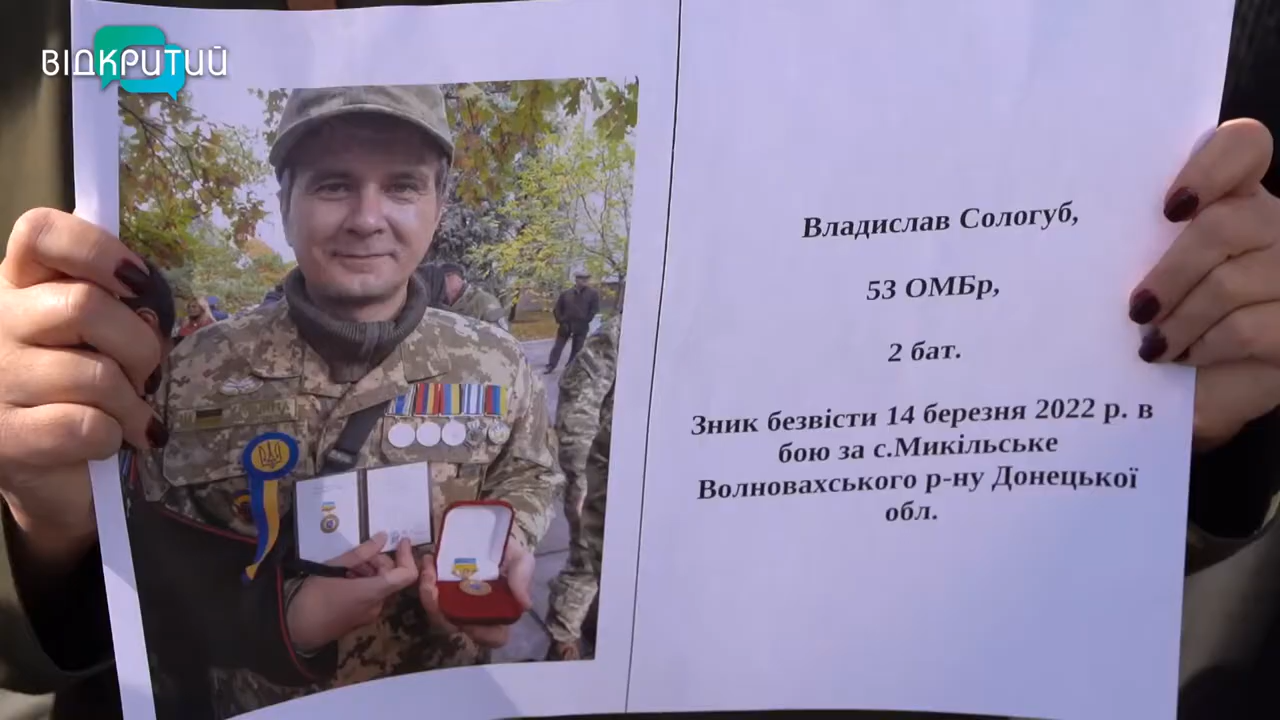 ВІДКРИТИЙ
Владислав Сологуб,
53 ОМБр,
2 бат.
Зник безвісти 14 березня 2022 р. в
бою за с.Микільське
Волноваського р-ну Донецької
обл.